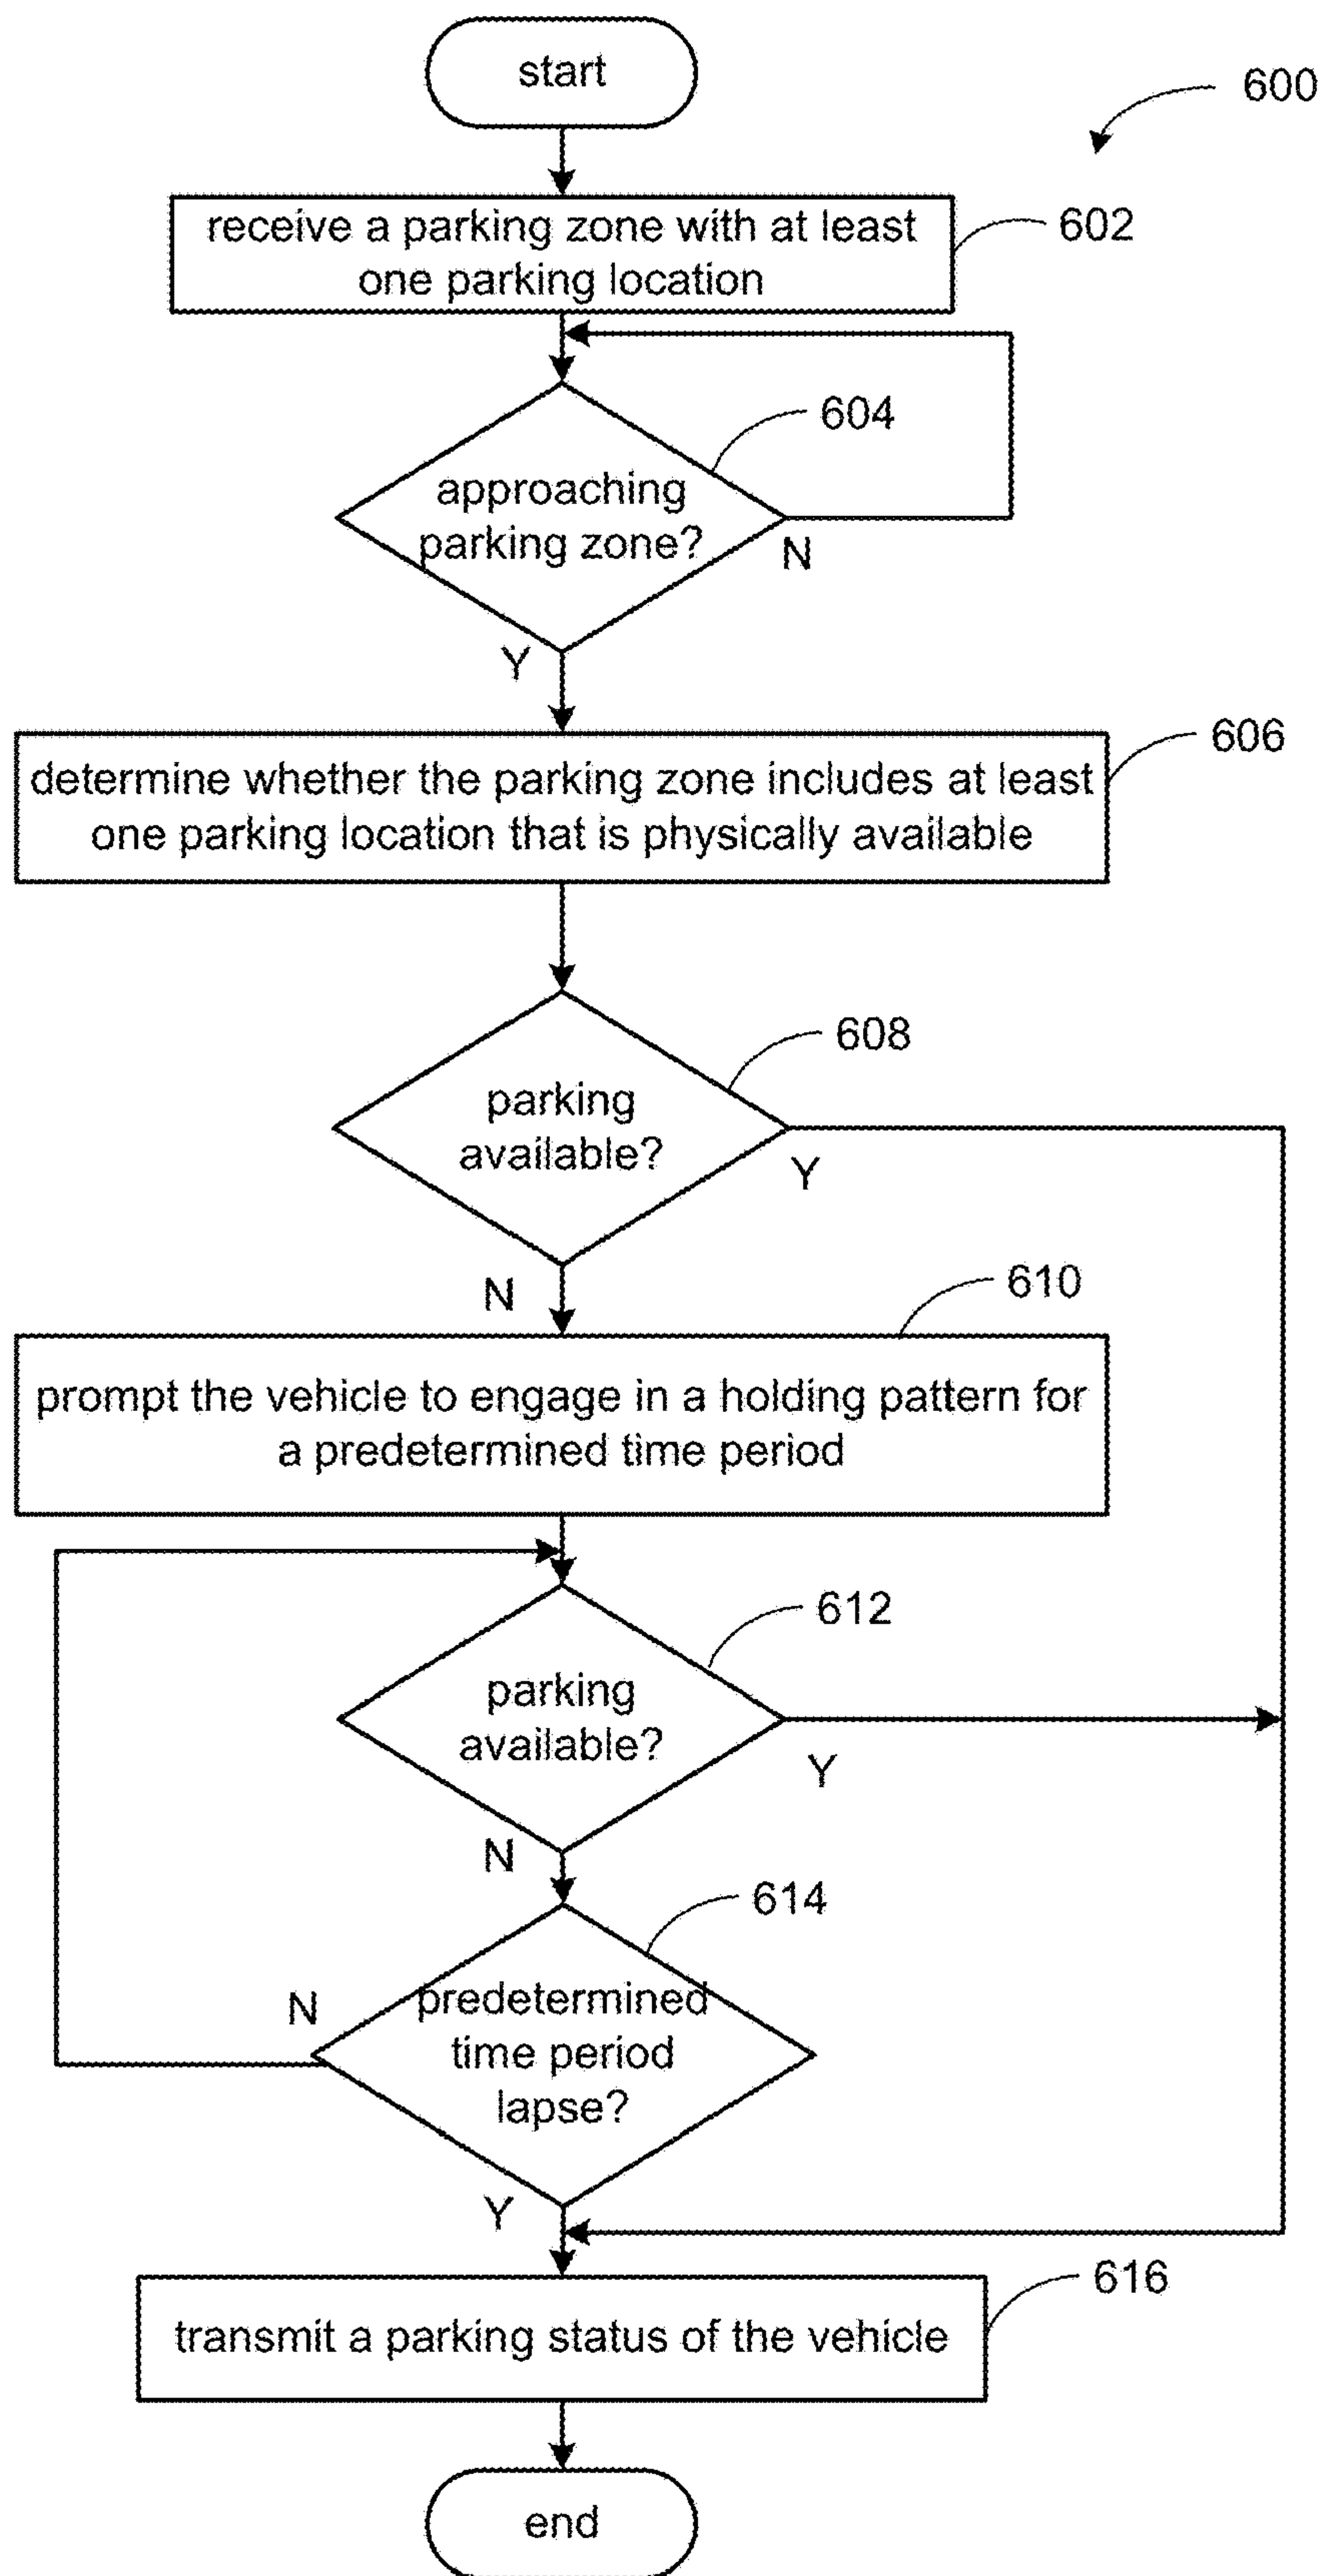 start
600
receive a parking zone with at least
one parking location
602
604
approaching
parking zone?
N
Y
606
determine whether the parking zone includes at least
one parking location that is physically available
608
parking
available?
Y
N
610
prompt the vehicle to engage in a holding pattern for
a predetermined time period
612
parking
available?
Y
N
614
predetermined
time period
lapse?
N
Y
616
transmit a parking status of the vehicle
end